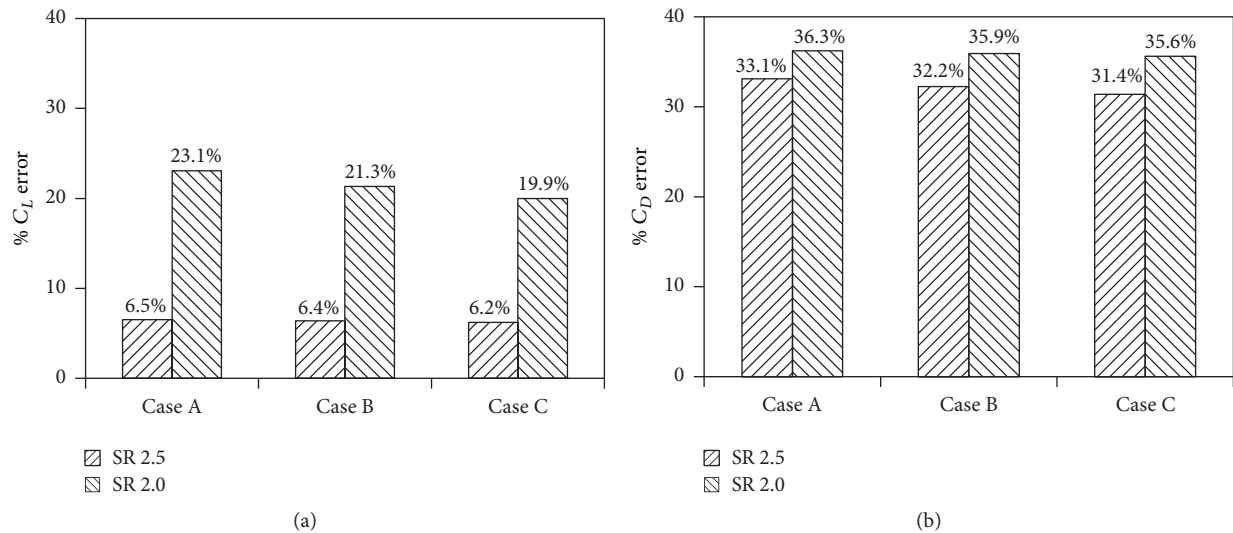 40
30
20
10
0
% C_L error
6.5%
23.1%
6.4%
21.3%
6.2%
19.9%
Case A
Case B
Case C
SR 2.5
SR 2.0
(a)
40
30
20
10
0
% C_D error
33.1%
36.3%
32.2%
35.9%
31.4%
35.6%
Case A
Case B
Case C
SR 2.5
SR 2.0
(b)